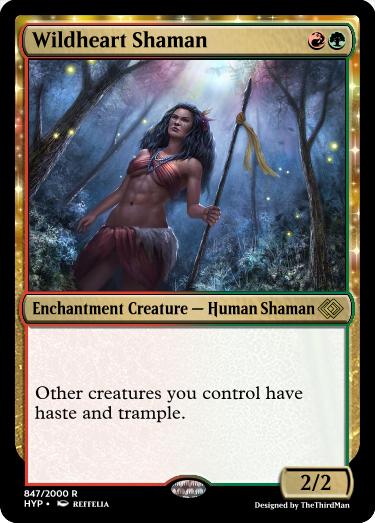 Wildheart Shaman
Enchantment Creature — Human Shaman
Other creatures you control have
haste and trample.
2/2
847/2000 R
HYP • REFFELIA
Designed by TheThirdMan